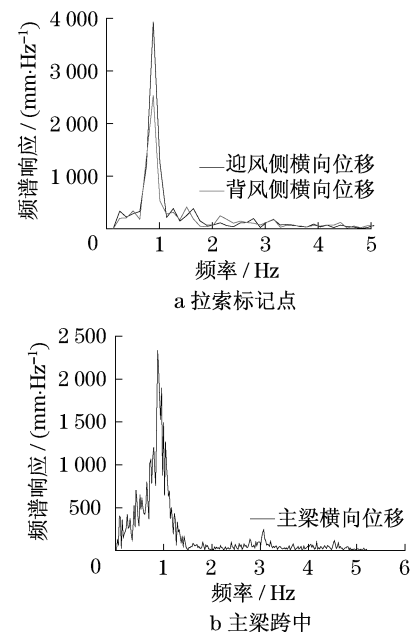 频谱响应/(mm·Hz⁻¹)
4 000
3 000
2 000
1 000
0
迎风侧横向位移
背风侧横向位移
1 2 3 4 5
频率/Hz
a 拉索标记点
频谱响应/(mm·Hz⁻¹)
2 500
2 000
1 500
1 000
500
0
主梁横向位移
1 2 3 4 5 6
频率/Hz
b 主梁跨中